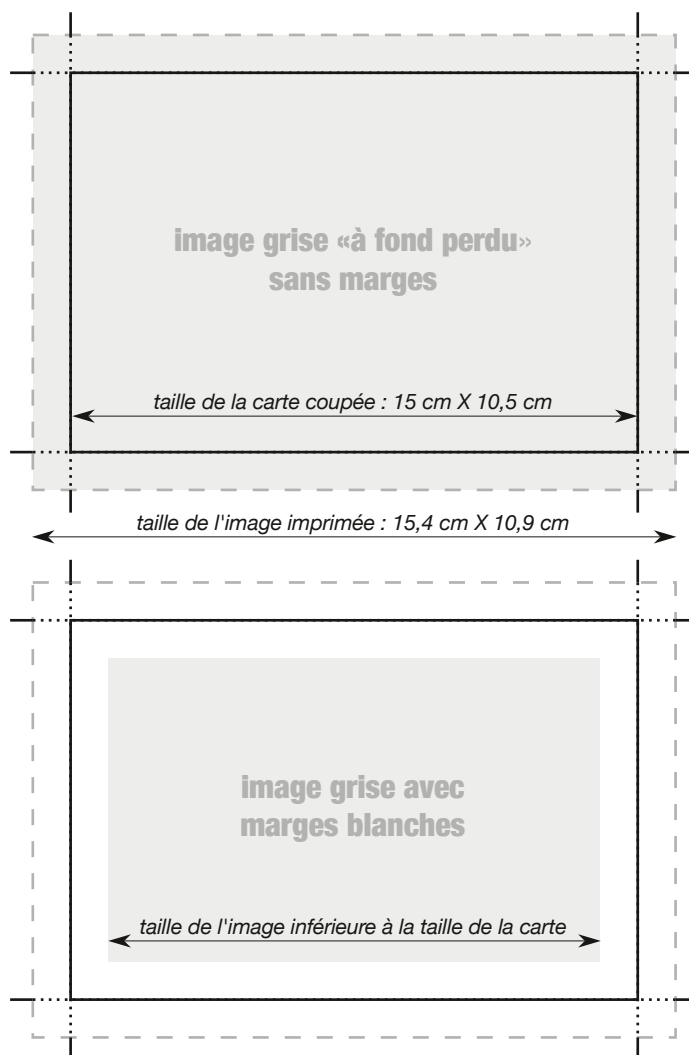 image grise «à fond perdu»
sans marges
taille de la carte coupée : 15 cm X 10,5 cm
taille de l'image imprimée : 15,4 cm X 10,9 cm
image grise avec
marges blanches
taille de l'image inférieure à la taille de la carte